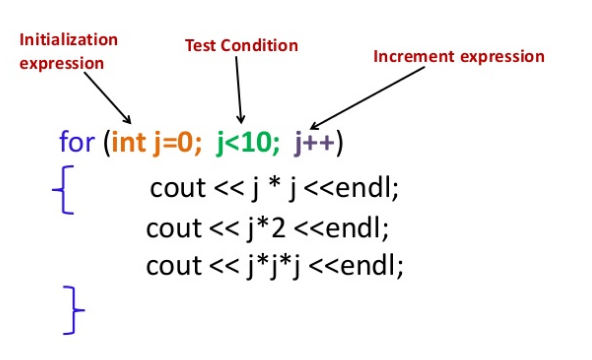 Initialization
expression
Test Condition
Increment expression
for (int j=0; j<10; j++)
{
cout << j * j <<endl;
cout << j*2 <<endl;
cout << j*j*j <<endl;
}